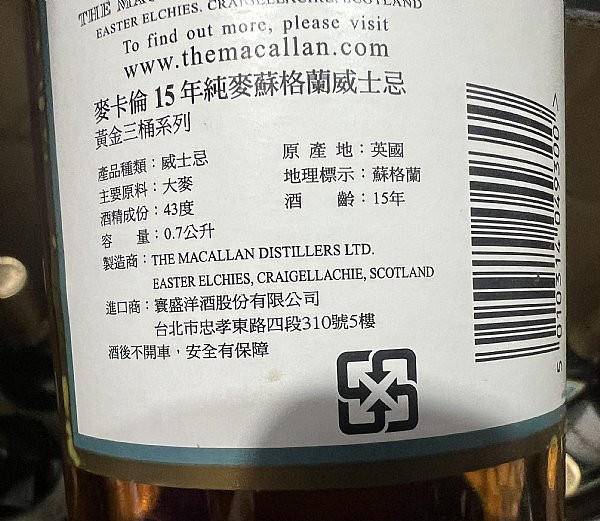 THE MAC
EASTER ELCHIES, CRAIGELLACHIE, SCOTLAND
To find out more, please visit
www.themacallan.com
麥卡倫 15 年純麥蘇格蘭威士忌
黃金三桶系列
產品種類：威士忌
原 產 地：英國
主要原料：大麥
地理標示：蘇格蘭
酒精成份：43度
酒 齡：15年
容 量：0.7公升
製造商：THE MACALLAN DISTILLERS LTD.
EASTER ELCHIES, CRAIGELLACHIE, SCOTLAND
進口商：寰盛洋酒股份有限公司
台北市忠孝東路四段310號5樓
酒後不開車，安全有保障
5 010314 049300 >